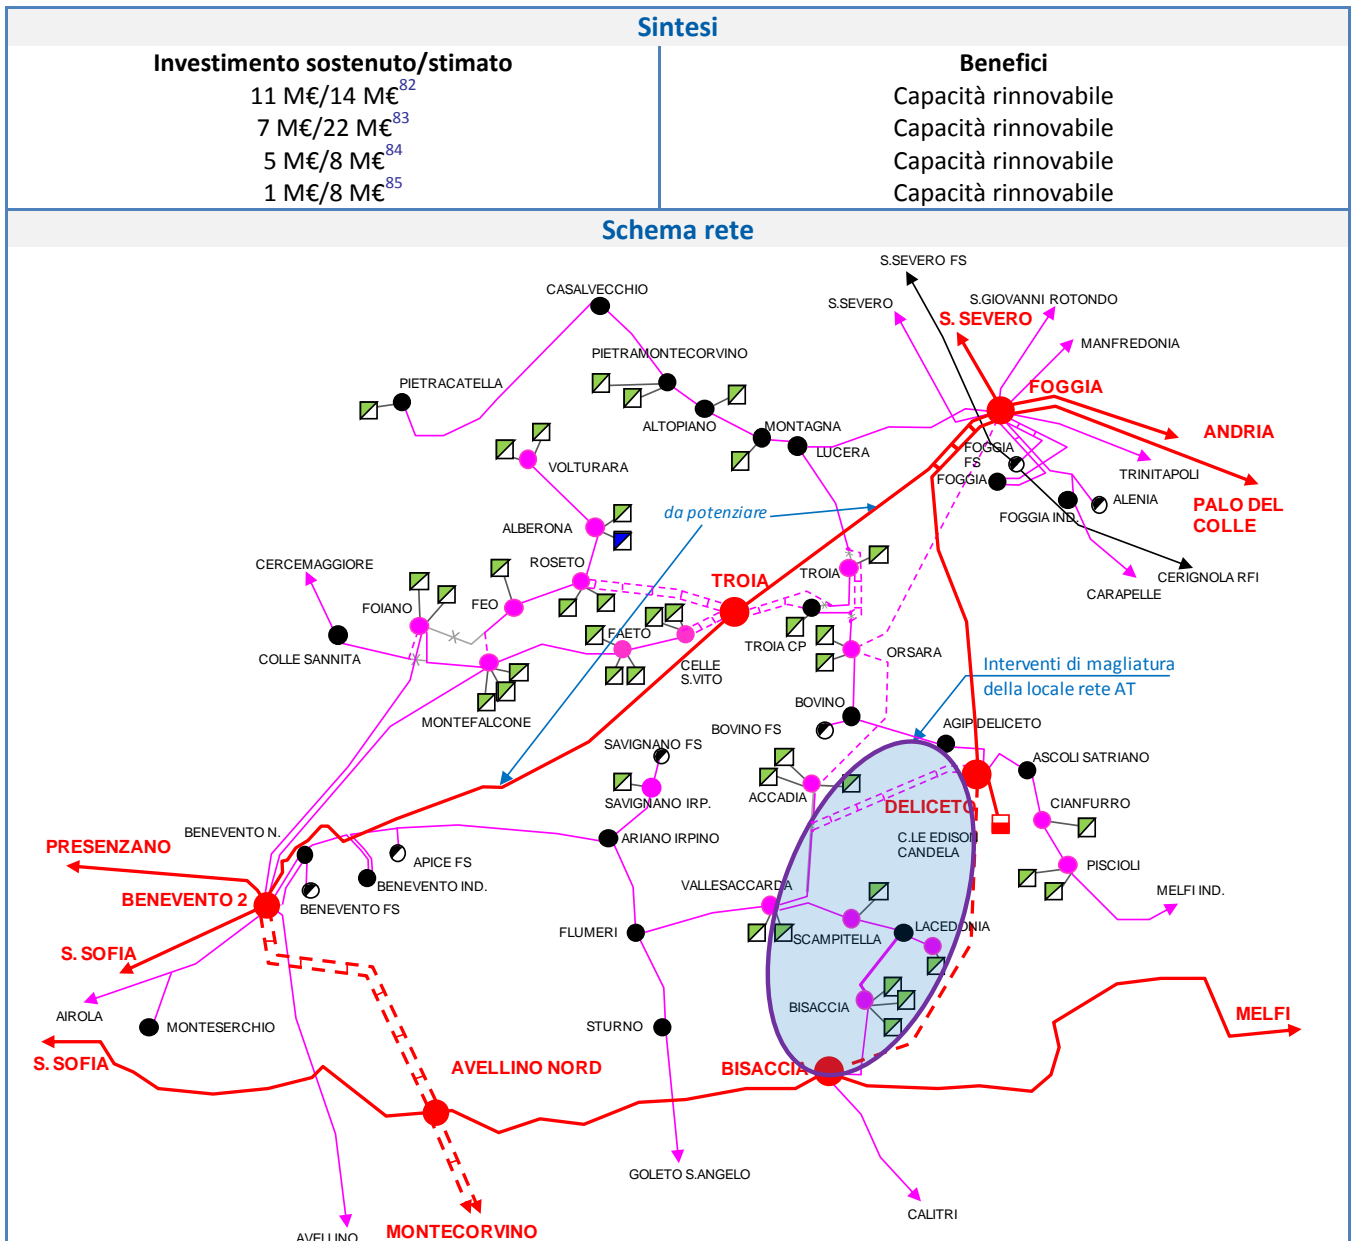 Sintesi
Investimento sostenuto/stimato
Benefici
11 M€/14 M€82
Capacità rinnovabile
7 M€/22 M€83
Capacità rinnovabile
5 M€/8 M€84
Capacità rinnovabile
1 M€/8 M€85
Capacità rinnovabile
Schema rete
S.SEVERO FS
CASALVECCHIO
S.SEVERO
S.GIOVANNI ROTONDO
S. SEVERO
MANFREDONIA
PIETRAMONTECORVINO
PIETRACATELLA
FOGGIA
ALTOPIANO
MONTAGNA
ANDRIA
LUCERA
FOGGIA
FS
TRINITAPOLI
VOLTURARA
FOGGIA
ALENIA
PALO DEL
COLLE
da potenziare
FOGGIA IND.
ALBERONA
CERCEMAGGIORE
ROSETO
TROIA
TROIA
CERIGNOLA RFI
CARAPELLE
FOIANO
FEO
FAETO
TROIA CP
ORSARA
COLLE SANNITA
CELLE
S.VITO
Interventi di magliatura
della locale rete AT
MONTEFALCONE
BOVINO
BOVINO FS
AGIP DELICETO
SAVIGNANO FS
ASCOLI SATRIANO
ACCADIA
SAVIGNANO IRP.
DELICETO
CIANFURRO
BENEVENTO N.
ARIANO IRPINO
C.LE EDISON
CANDELA
PRESENZANO
APICE FS
PISCIOLI
BENEVENTO IND.
VALLESACCARDA
MELFI IND.
BENEVENTO 2
BENEVENTO FS
FLUMERI
SCAMPITELLA
LACEDONIA
S. SOFIA
BISACCIA
AIROLA
MONTESERCHIO
STURNO
MELFI
S. SOFIA
AVELLINO NORD
BISACCIA
GOLETO S.ANGELO
CALITRI
AVELLINO
MONTECORVINO